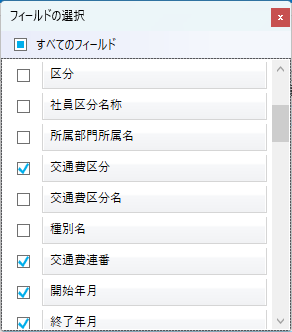 フィールドの選択
すべてのフィールド
区分
社員区分名称
所属部門所属名
交通費区分
交通費区分名
種別名
交通費連番
開始年月
終了年月